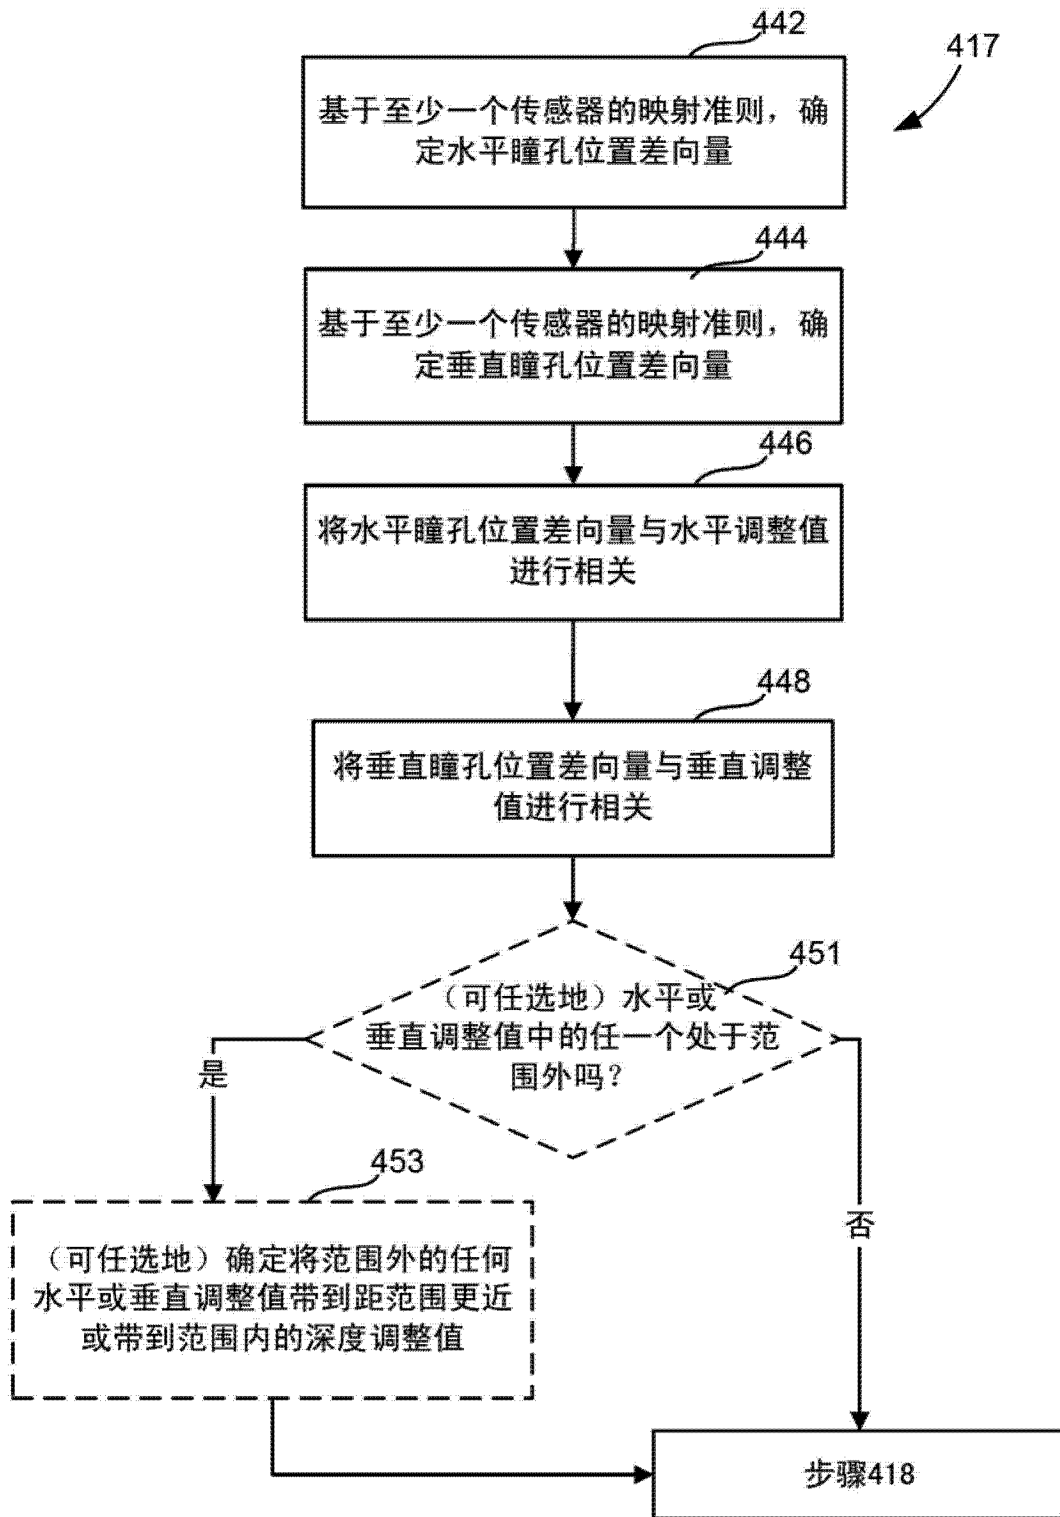 442
417
基于至少一个传感器的映射准则，确
定水平瞳孔位置差向量
444
基于至少一个传感器的映射准则，确
定垂直瞳孔位置差向量
446
将水平瞳孔位置差向量与水平调整值
进行相关
448
将垂直瞳孔位置差向量与垂直调整
值进行相关
451
（可任选地）水平或
垂直调整值中的任一个处于范
围外吗？
是
453
否
（可任选地）确定将范围外的任何
水平或垂直调整值带到距范围更近
或带到范围内的深度调整值
步骤418